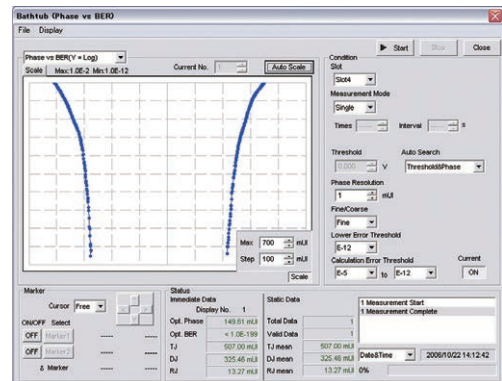 Bathtub (Phase vs BER)
File Display
Start Stop Close
Phase vs BER(Y = Log)
Current No. 1 Auto Scale
Scale Max:1.0E-2 Min:1.0E-12
Max 700 mUI
Step 100 mUI
Scale
Condition
Slot
Slot4
Measurement Mode
Single
Times Interval s
Threshold Auto Search
0.000 V Threshold&Phase
Phase Resolution
1 mUI
Fine/Coarse
Fine
Lower Error Threshold
E-12
Calculation Error Threshold Current
E-5 to E-12 ON
Marker
Cursor Free
ON/OFF Select
OFF Marker1 ----- -----
OFF Marker2 ----- -----
δ Marker ----- -----
Status
Immediate Data Static Data
Display No. 1
Opt. Phase 149.61 mUI Total Data 1
Opt. BER < 1.0E-199 Valid Data 1
TJ 507.00 mUI TJ mean 507.00 mUI
DJ 325.46 mUI DJ mean 325.46 mUI
RJ 13.27 mUI RJ mean 13.27 mUI
1 Measurement Start
1 Measurement Complete
Date&Time 2006/10/22 14:12:42
0%